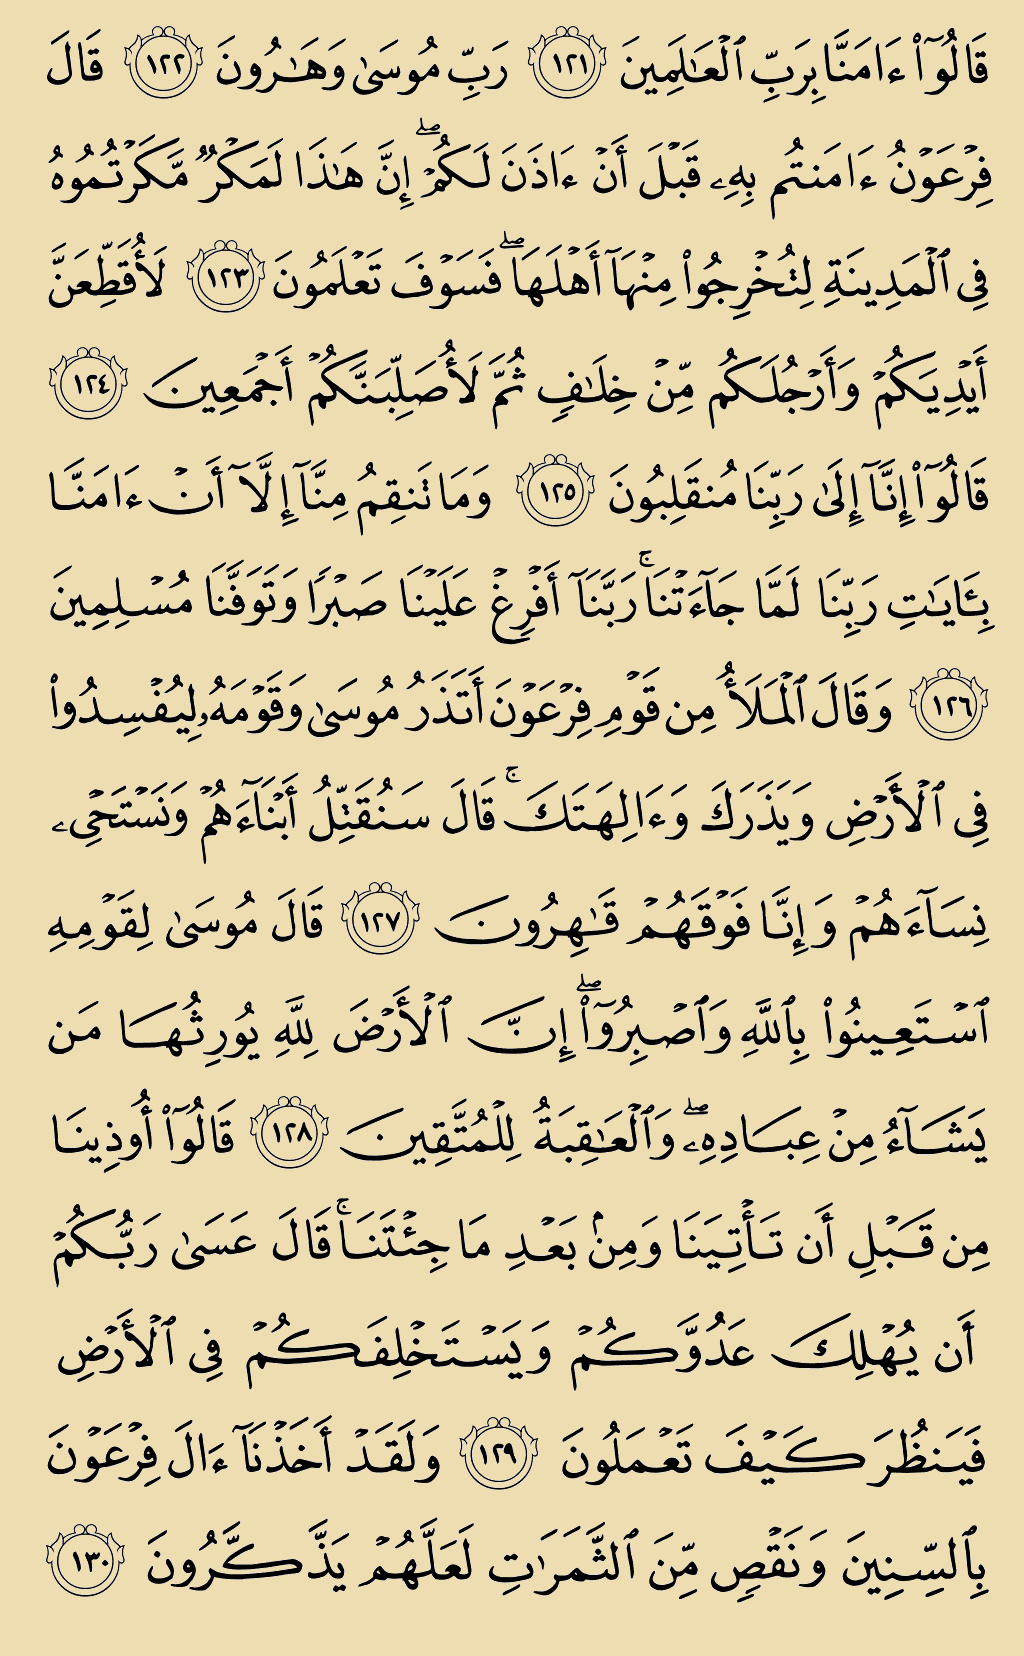 قَالُوٓا۟ ءَامَنَّا بِرَبِّ ٱلْعَـٰلَمِينَ ١٢١ رَبِّ مُوسَىٰ وَهَـٰرُونَ ١٢٢ قَالَ
فِرْعَوْنُ ءَامَنتُم بِهِۦ قَبْلَ أَنْ ءَاذَنَ لَكُمْ ۖ إِنَّ هَـٰذَا لَمَكْرٌ مَّكَرْتُمُوهُ
فِى ٱلْمَدِينَةِ لِتُخْرِجُوا۟ مِنْهَآ أَهْلَهَا ۖ فَسَوْفَ تَعْلَمُونَ ١٢٣ لَأُقَطِّعَنَّ
أَيْدِيَكُمْ وَأَرْجُلَكُم مِّنْ خِلَـٰفٍ ثُمَّ لَأُصَلِّبَنَّكُمْ أَجْمَعِينَ ١٢٤
قَالُوٓا۟ إِنَّآ إِلَىٰ رَبِّنَا مُنقَلِبُونَ ١٢٥ وَمَا تَنقِمُ مِنَّآ إِلَّآ أَنْ ءَامَنَّا
بِـَٔايَـٰتِ رَبِّنَا لَمَّا جَآءَتْنَا ۚ رَبَّنَآ أَفْرِغْ عَلَيْنَا صَبْرًا وَتَوَفَّنَا مُسْلِمِينَ
١٢٦ وَقَالَ ٱلْمَلَأُ مِن قَوْمِ فِرْعَوْنَ أَتَذَرُ مُوسَىٰ وَقَوْمَهُۥ لِيُفْسِدُوا۟
فِى ٱلْأَرْضِ وَيَذَرَكَ وَءَالِهَتَكَ ۚ قَالَ سَنُقَتِّلُ أَبْنَآءَهُمْ وَنَسْتَحْىِۦ
نِسَآءَهُمْ وَإِنَّا فَوْقَهُمْ قَـٰهِرُونَ ١٢٧ قَالَ مُوسَىٰ لِقَوْمِهِ
ٱسْتَعِينُوا۟ بِٱللَّهِ وَٱصْبِرُوٓا۟ ۖ إِنَّ ٱلْأَرْضَ لِلَّهِ يُورِثُهَا مَن
يَشَآءُ مِنْ عِبَادِهِۦ ۖ وَٱلْعَـٰقِبَةُ لِلْمُتَّقِينَ ١٢٨ قَالُوٓا۟ أُوذِينَا
مِن قَبْلِ أَن تَأْتِيَنَا وَمِنۢ بَعْدِ مَا جِئْتَنَا ۚ قَالَ عَسَىٰ رَبُّكُمْ
أَن يُهْلِكَ عَدُوَّكُمْ وَيَسْتَخْلِفَكُمْ فِى ٱلْأَرْضِ
فَيَنظُرَ كَيْفَ تَعْمَلُونَ ١٢٩ وَلَقَدْ أَخَذْنَآ ءَالَ فِرْعَوْنَ
بِٱلسِّنِينَ وَنَقْصٍ مِّنَ ٱلثَّمَرَٰتِ لَعَلَّهُمْ يَذَّكَّرُونَ ١٣٠